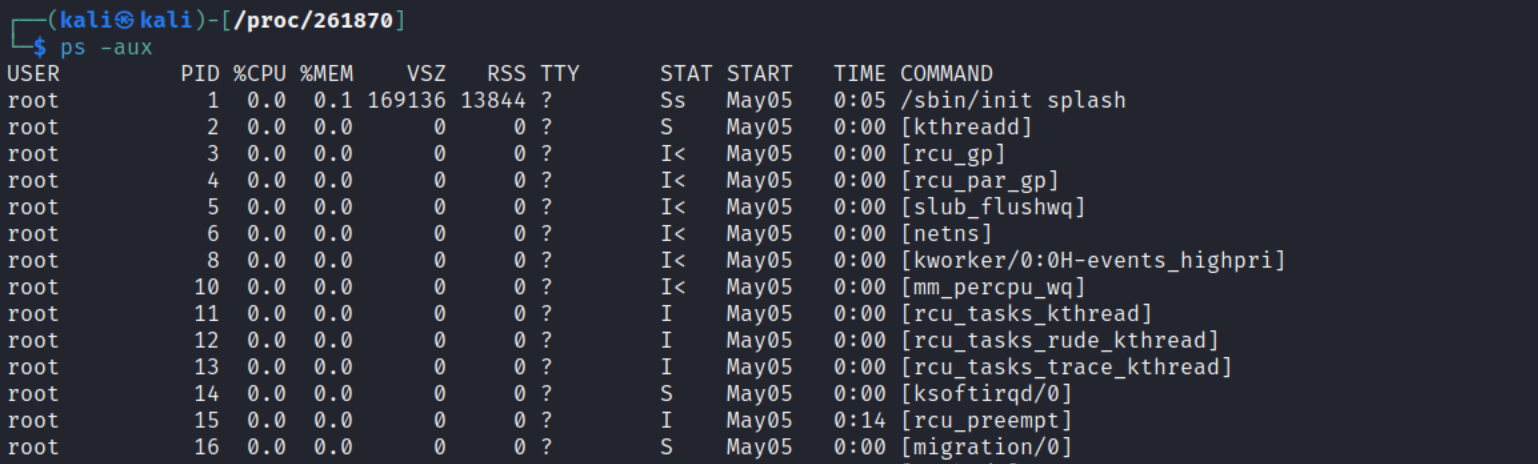 ┌──(kali㉿kali)-[/proc/261870]
└─$ ps -aux
USER         PID %CPU %MEM    VSZ   RSS TTY      STAT START   TIME COMMAND
root           1  0.0  0.1 169136 13844 ?        Ss   May05   0:05 /sbin/init splash
root           2  0.0  0.0      0     0 ?        S    May05   0:00 [kthreadd]
root           3  0.0  0.0      0     0 ?        I<   May05   0:00 [rcu_gp]
root           4  0.0  0.0      0     0 ?        I<   May05   0:00 [rcu_par_gp]
root           5  0.0  0.0      0     0 ?        I<   May05   0:00 [slub_flushwq]
root           6  0.0  0.0      0     0 ?        I<   May05   0:00 [netns]
root           8  0.0  0.0      0     0 ?        I<   May05   0:00 [kworker/0:0H-events_highpri]
root          10  0.0  0.0      0     0 ?        I<   May05   0:00 [mm_percpu_wq]
root          11  0.0  0.0      0     0 ?        I    May05   0:00 [rcu_tasks_kthread]
root          12  0.0  0.0      0     0 ?        I    May05   0:00 [rcu_tasks_rude_kthread]
root          13  0.0  0.0      0     0 ?        I    May05   0:00 [rcu_tasks_trace_kthread]
root          14  0.0  0.0      0     0 ?        S    May05   0:00 [ksoftirqd/0]
root          15  0.0  0.0      0     0 ?        I    May05   0:14 [rcu_preempt]
root          16  0.0  0.0      0     0 ?        S    May05   0:00 [migration/0]